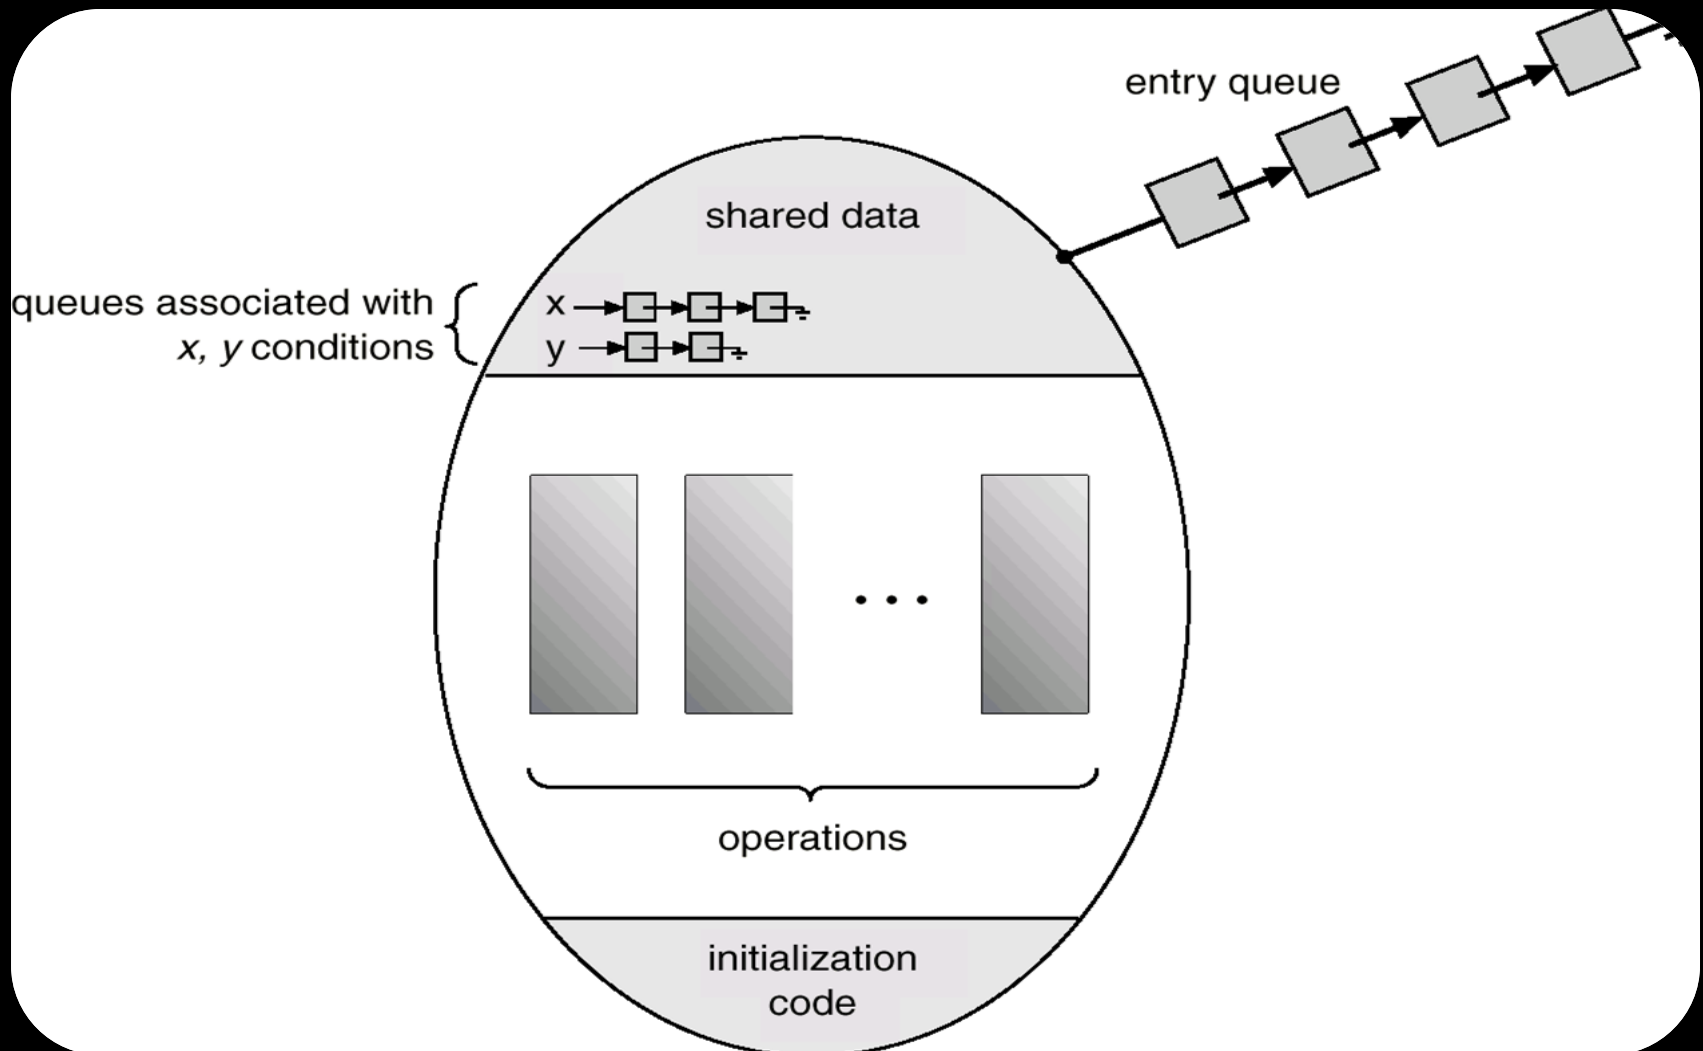 entry queue
shared data
queues associated with
x, y conditions
x
y
...
operations
initialization
code